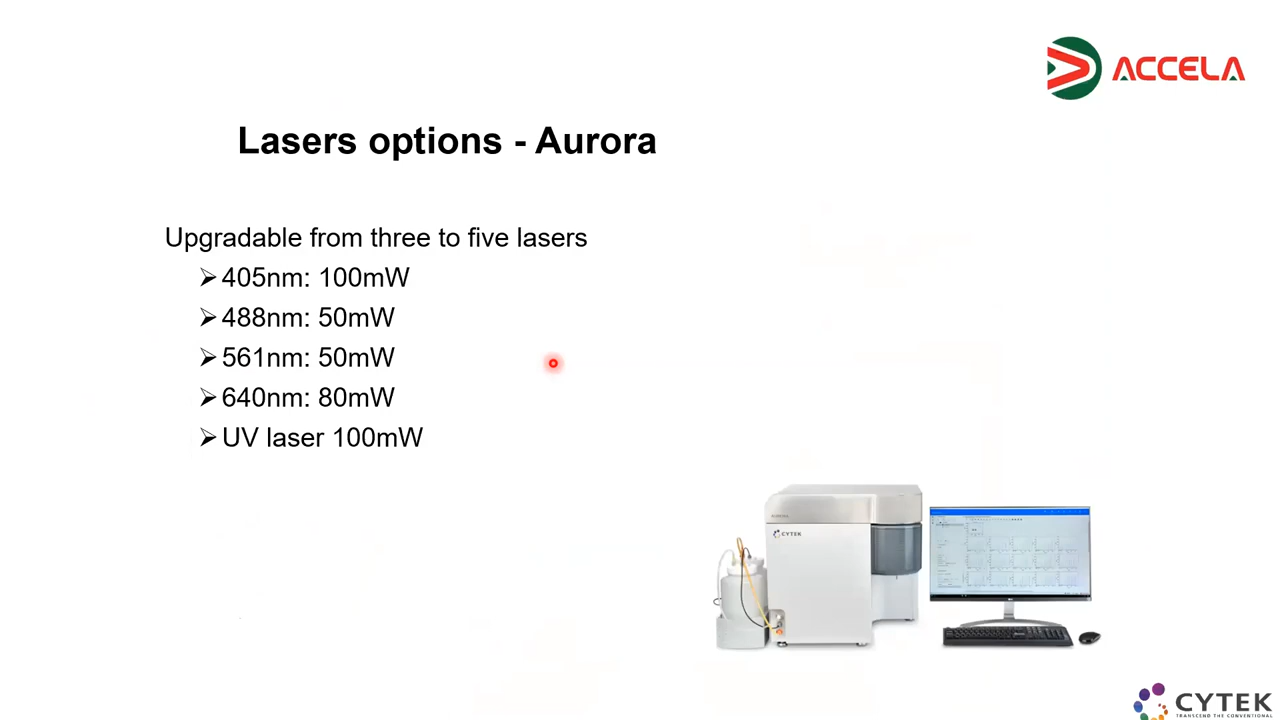 ACCELA
Lasers options - Aurora
Upgradable from three to five lasers
➢405nm: 100mW
➢488nm: 50mW
➢561nm: 50mW
➢640nm: 80mW
➢UV laser 100mW
CYTEK
CYTEK
TRANSCEND THE CONVENTIONAL